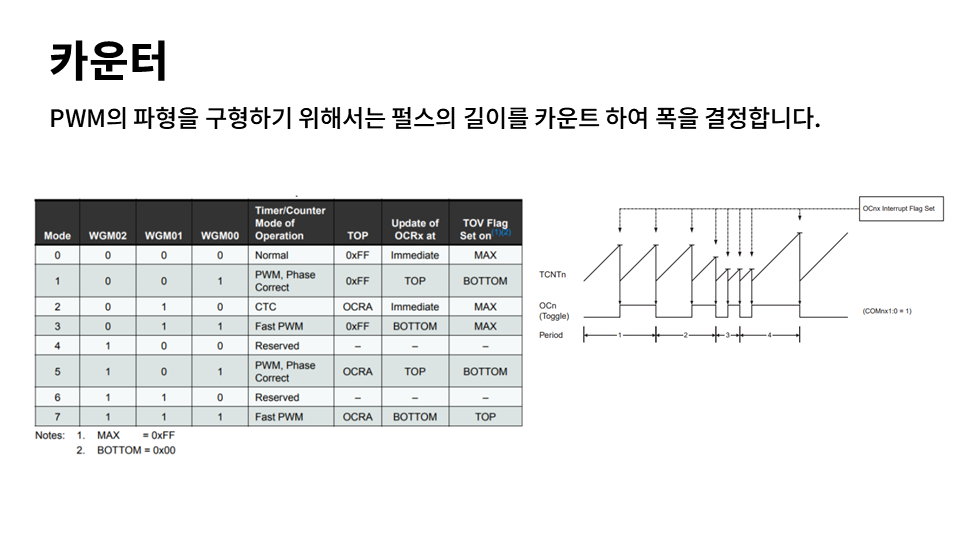 카운터
PWM의 파형을 구형하기 위해서는 펄스의 길이를 카운트 하여 폭을 결정합니다.
Mode WGM02 WGM01 WGM00 Timer/Counter Mode of Operation TOP Update of OCRx at TOV Flag Set on(1)(2)
0 0 0 0 Normal 0xFF Immediate MAX
1 0 0 1 PWM, Phase Correct 0xFF TOP BOTTOM
2 0 1 0 CTC OCRA Immediate MAX
3 0 1 1 Fast PWM 0xFF BOTTOM MAX
4 1 0 0 Reserved – – –
5 1 0 1 PWM, Phase Correct OCRA TOP BOTTOM
6 1 1 0 Reserved – – –
7 1 1 1 Fast PWM OCRA BOTTOM TOP
Notes: 1. MAX = 0xFF
2. BOTTOM = 0x00
OCnx Interrupt Flag Set
TCNTn
OCn
(Toggle)
(COMnx1:0 = 1)
Period 1 2 3 4